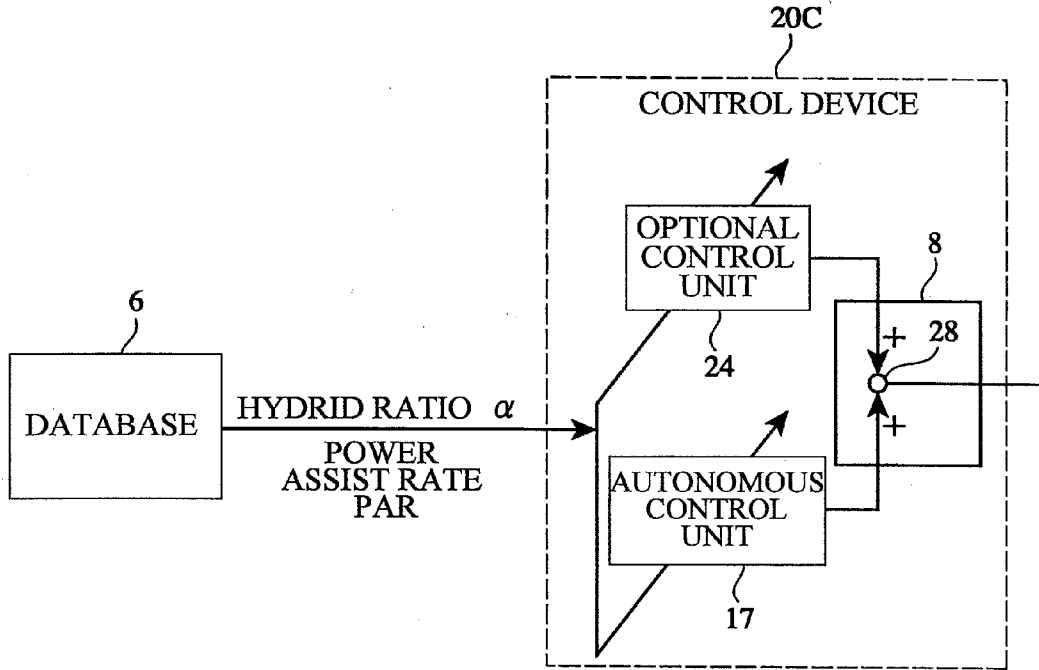 20C
CONTROL DEVICE
OPTIONAL
CONTROL
UNIT
24
8
+
28
+
6
DATABASE
HYDRID RATIO α
POWER
ASSIST RATE
PAR
AUTONOMOUS
CONTROL
UNIT
17